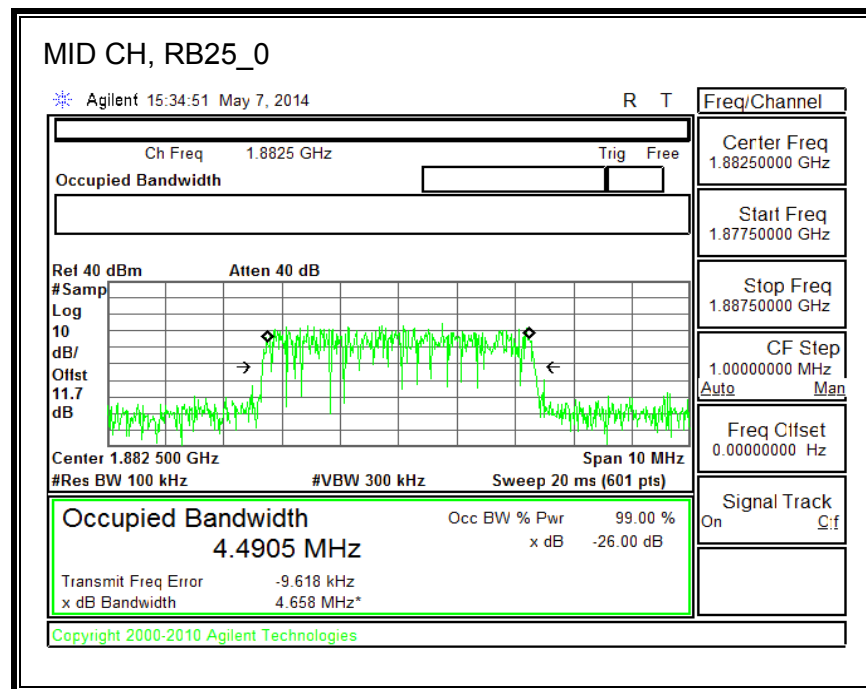 MID CH, RB25_0
Agilent 15:34:51 May 7, 2014 R T
Ch Freq 1.8825 GHz Trig Free
Occupied Bandwidth
Ref 40 dBm Atten 40 dB
#Samp
Log
10
dB/
Offst
11.7
dB
Center 1.882 500 GHz Span 10 MHz
#Res BW 100 kHz #VBW 300 kHz Sweep 20 ms (601 pts)
Occupied Bandwidth Occ BW % Pwr 99.00 %
4.4905 MHz x dB -26.00 dB
Transmit Freq Error -9.618 kHz
x dB Bandwidth 4.658 MHz*
Copyright 2000-2010 Agilent Technologies
Freq/Channel
Center Freq
1.88250000 GHz
Start Freq
1.87750000 GHz
Stop Freq
1.88750000 GHz
CF Step
1.00000000 MHz
Auto Man
Freq Offset
0.00000000 Hz
Signal Track
On Off